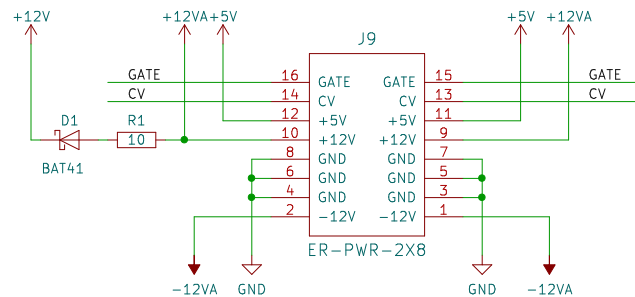 +12V +12VA +5V +5V +12VA
J9
GATE 16 GATE GATE 15 GATE
CV 14 CV CV 13 CV
D1 R1 12 +5V +5V 11
10 10 +12V +12V 9
BAT41 8 GND GND 7
6 GND GND 5
4 GND GND 3
2 -12V -12V 1
ER-PWR-2X8
-12VA GND GND -12VA